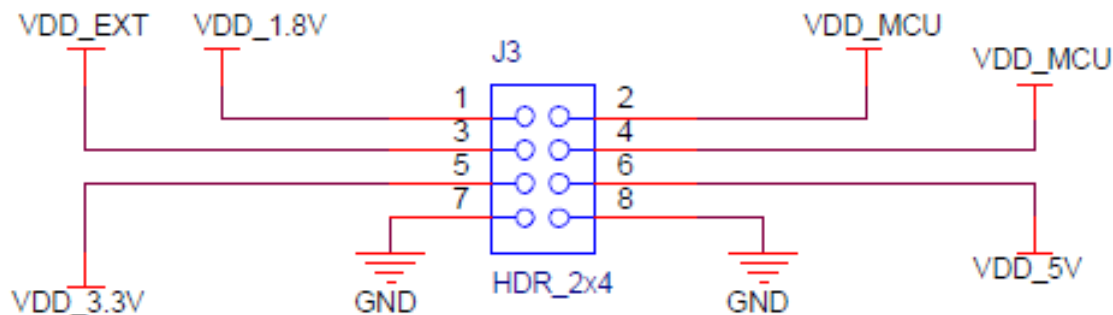 VDD_EXT VDD_1.8V VDD_MCU
J3 VDD_MCU
1 2
3 4
5 6
7 8
VDD_3.3V GND HDR_2x4 GND VDD_5V